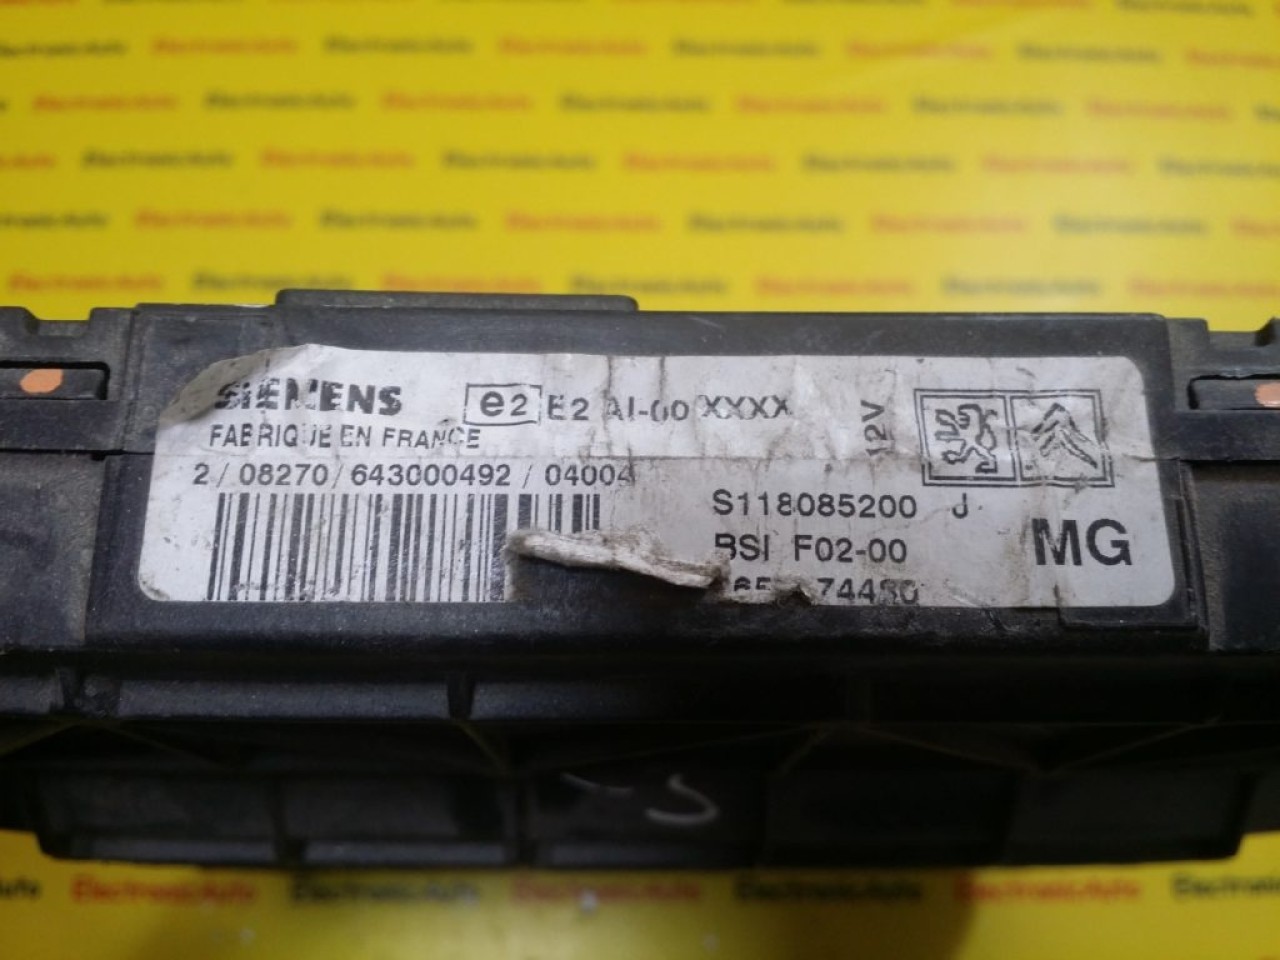 SIEMENS e2 E2 AI-00 XXXX
FABRIQUE EN FRANCE
12V
2/08270/643000492/04004
S118085200 J
BSI F02-00
MG
ElectronicAuto